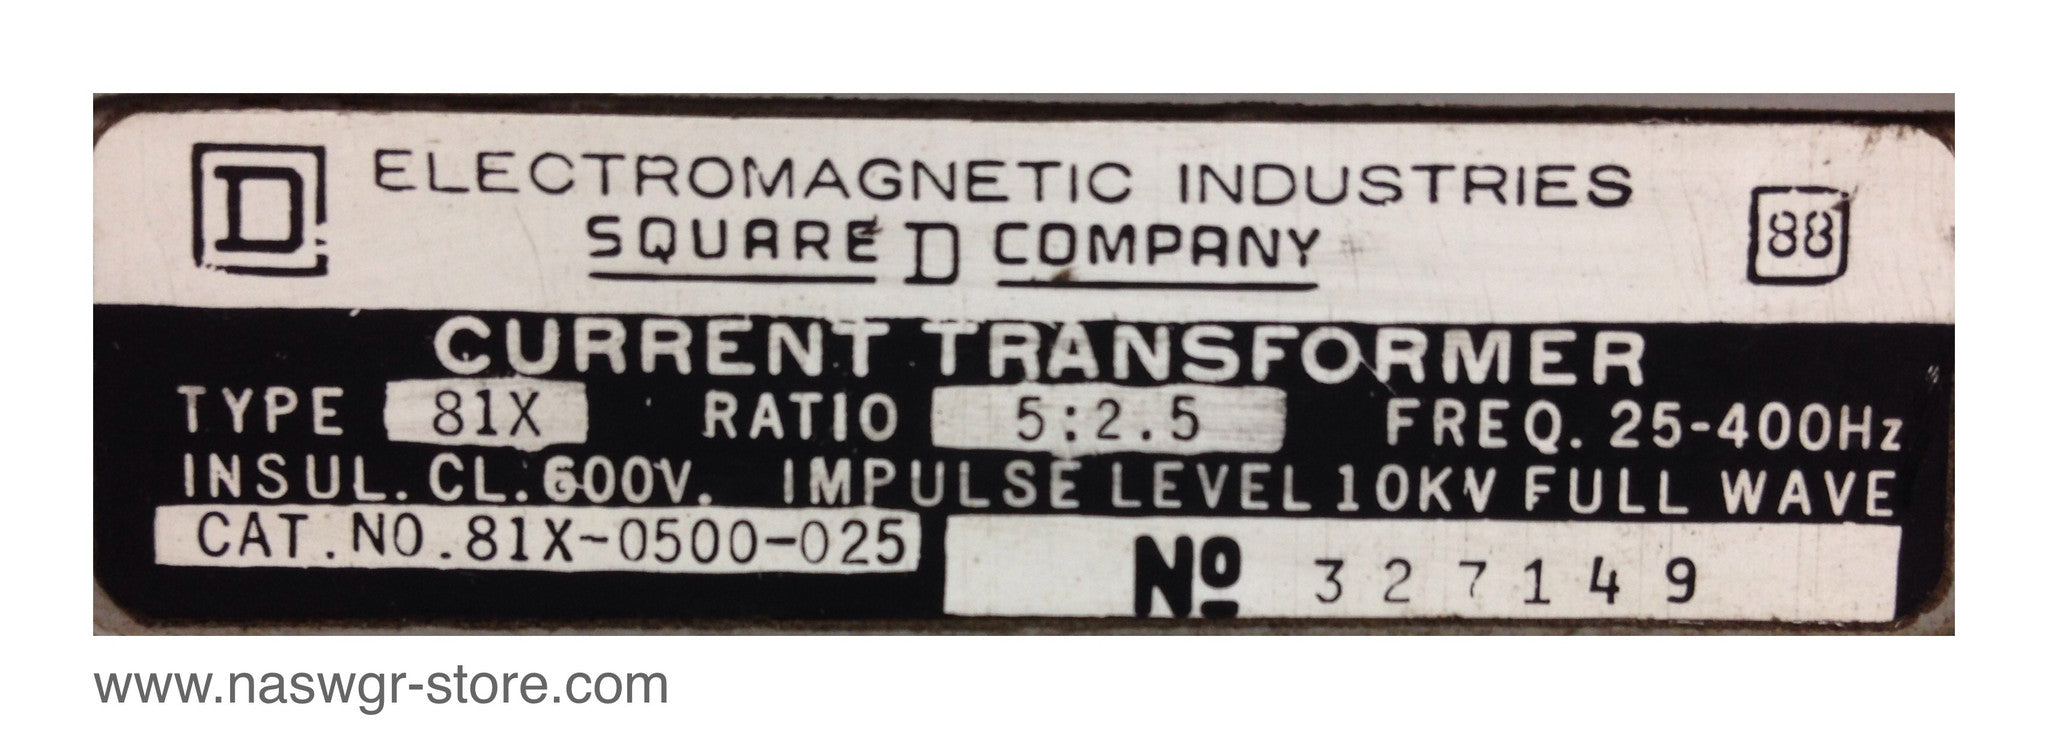 D ELECTROMAGNETIC INDUSTRIES
SQUARE D COMPANY
88
CURRENT TRANSFORMER
TYPE 81X RATIO 5:2.5 FREQ. 25-400Hz
INSUL. CL. 600V. IMPULSE LEVEL 10KV FULL WAVE
CAT. NO. 81X-0500-025
No 327149
www.naswgr-store.com